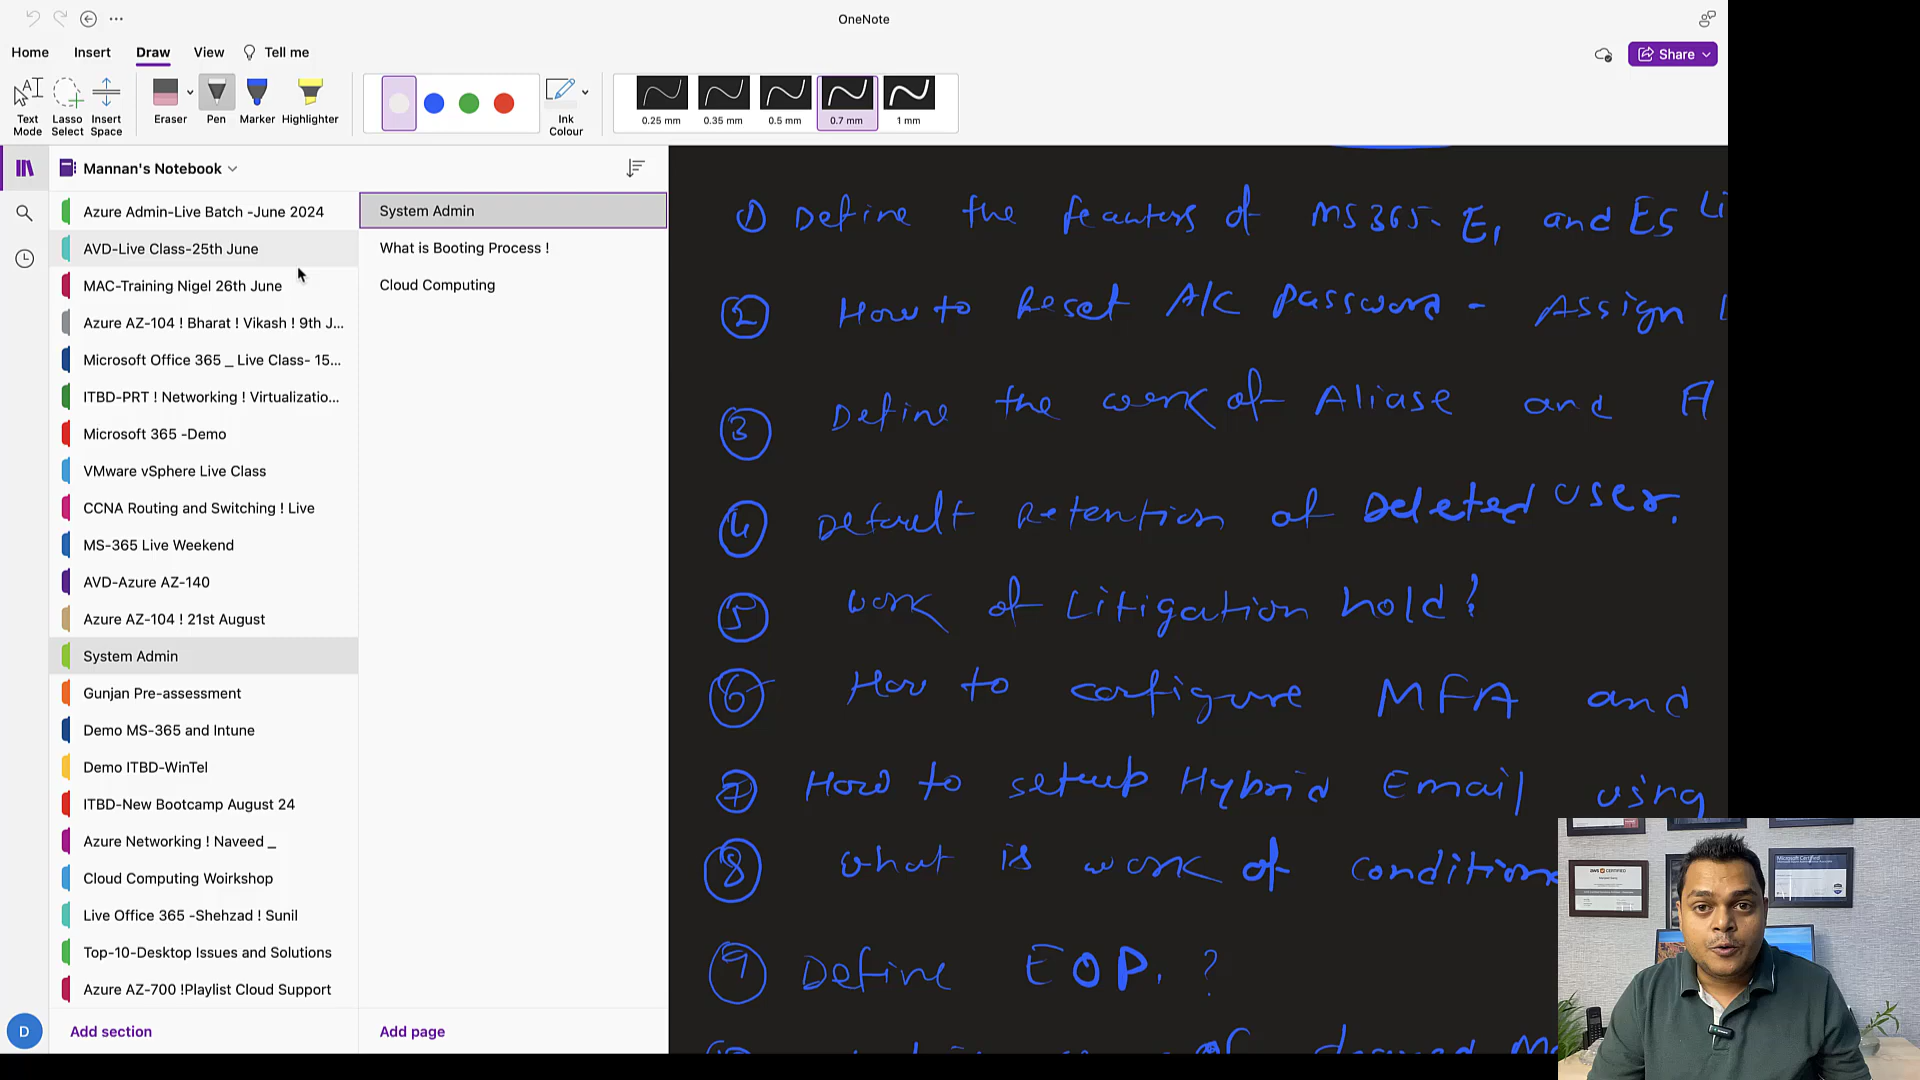 OneNote
Home Insert Draw View Tell me
Share
Text Mode
Lasso Select
Insert Space
Eraser
Pen
Marker
Highlighter
Ink Colour
0.25 mm
0.35 mm
0.5 mm
0.7 mm
1 mm
Mannan's Notebook
Azure Admin-Live Batch -June 2024
AVD-Live Class-25th June
MAC-Training Nigel 26th June
Azure AZ-104 ! Bharat ! Vikash ! 9th J...
Microsoft Office 365 _ Live Class- 15...
ITBD-PRT ! Networking ! Virtualizatio...
Microsoft 365 -Demo
VMware vSphere Live Class
CCNA Routing and Switching ! Live
MS-365 Live Weekend
AVD-Azure AZ-140
Azure AZ-104 ! 21st August
System Admin
Gunjan Pre-assessment
Demo MS-365 and Intune
Demo ITBD-WinTel
ITBD-New Bootcamp August 24
Azure Networking ! Naveed _
Cloud Computing Woirkshop
Live Office 365 -Shehzad ! Sunil
Top-10-Desktop Issues and Solutions
Azure AZ-700 !Playlist Cloud Support
D
Add section
System Admin
What is Booting Process !
Cloud Computing
Add page
1 Define the features of MS365- E1 and E5 Li
2 How to Reset A/C Password - Assign
3 Define the work of Aliase and A
4 Default Retention of Deleted User.
5 work of Litigation hold?
6 How to configure MFA and
7 How to setup Hybrid Email using
8 what is work of condition
9 Define EOP. ?
AWS CERTIFIED
Microsoft Certified